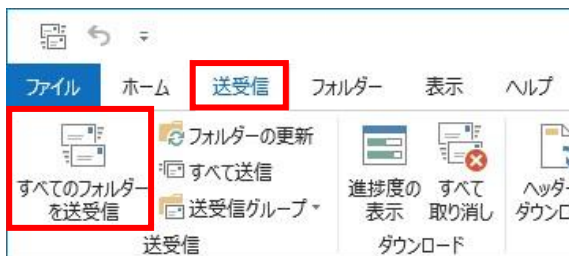 ファイル ホーム 送受信 フォルダー 表示 ヘルプ
すべてのフォルダー
を送受信
フォルダーの更新
すべて送信
送受信グループ
進捗度の
表示
すべて
取り消し
ヘッダー
送受信
ダウンロード